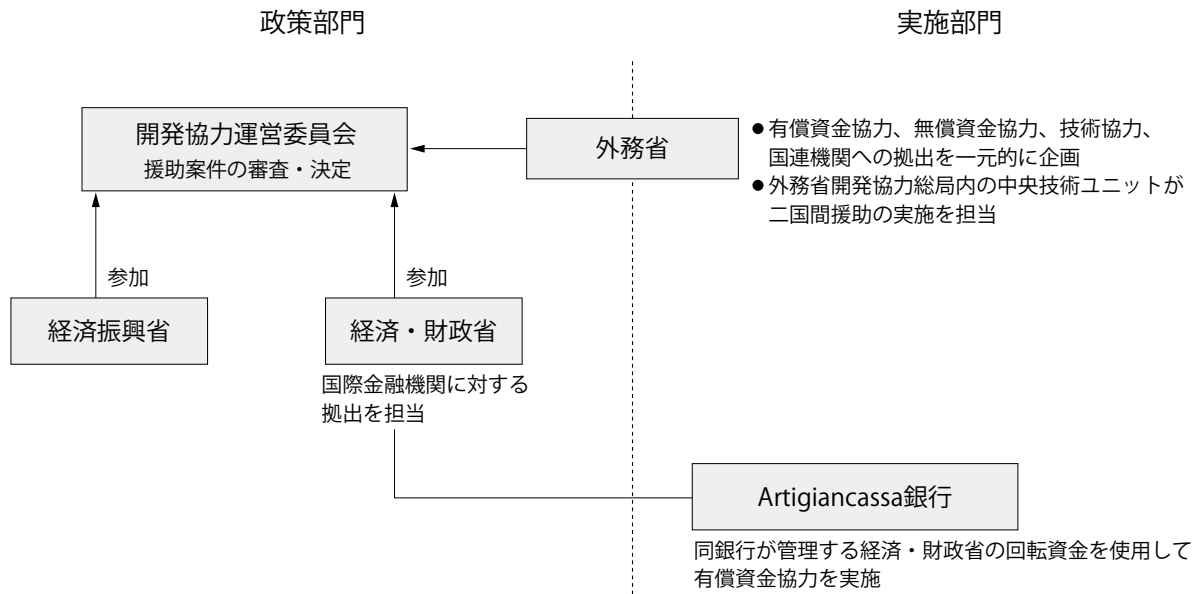 政策部門
実施部門
開発協力運営委員会
援助案件の審査・決定
外務省
●有償資金協力、無償資金協力、技術協力、
国連機関への拠出を一元的に企画
●外務省開発協力総局内の中央技術ユニットが
二国間援助の実施を担当
参加
参加
経済振興省
経済・財政省
国際金融機関に対する
拠出を担当
Artigiancassa銀行
同銀行が管理する経済・財政省の回転資金を使用して
有償資金協力を実施